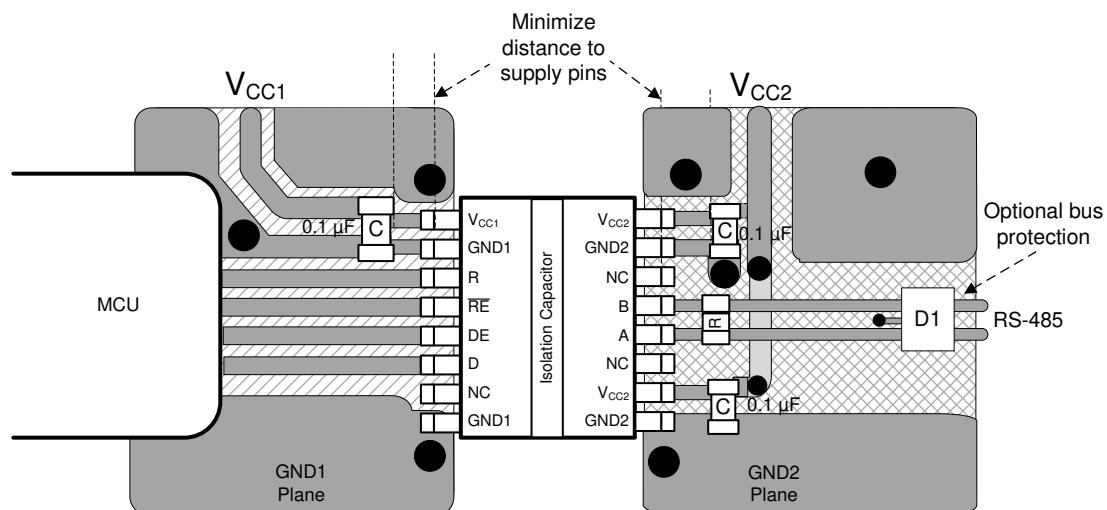 Minimize
distance to
supply pins
VCC1
VCC2
0.1 µF
C
C
0.1 µF
Optional bus
protection
MCU
VCC1
GND1
R
RE
DE
D
NC
GND1
Isolation Capacitor
VCC2
GND2
NC
B
A
NC
VCC2
GND2
R
D1
RS-485
C
0.1 µF
GND1
Plane
GND2
Plane